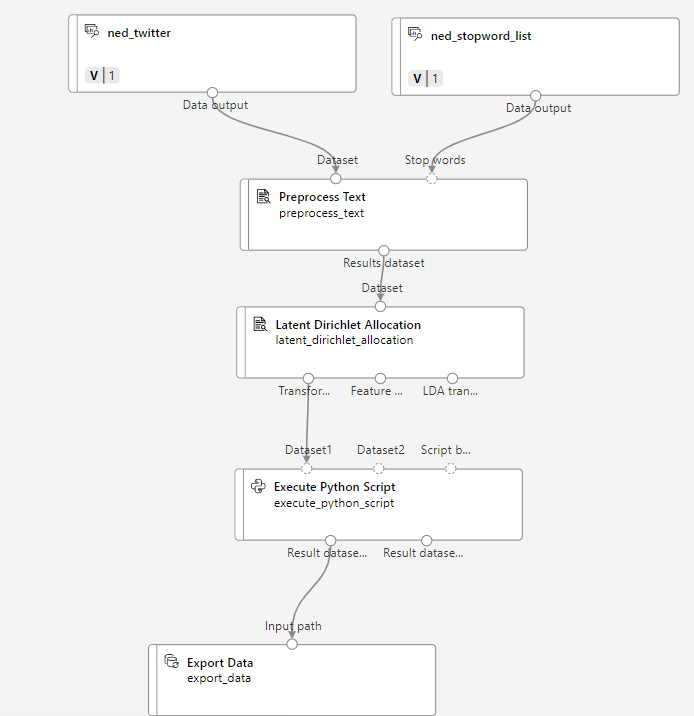 ned_twitter
V | 1
Data output
ned_stopword_list
V | 1
Data output
Dataset
Stop words
Preprocess Text
preprocess_text
Results dataset
Dataset
Latent Dirichlet Allocation
latent_dirichlet_allocation
Transfor...
Feature ...
LDA tran...
Dataset1
Dataset2
Script b...
Execute Python Script
execute_python_script
Result datase...
Result datase...
Input path
Export Data
export_data